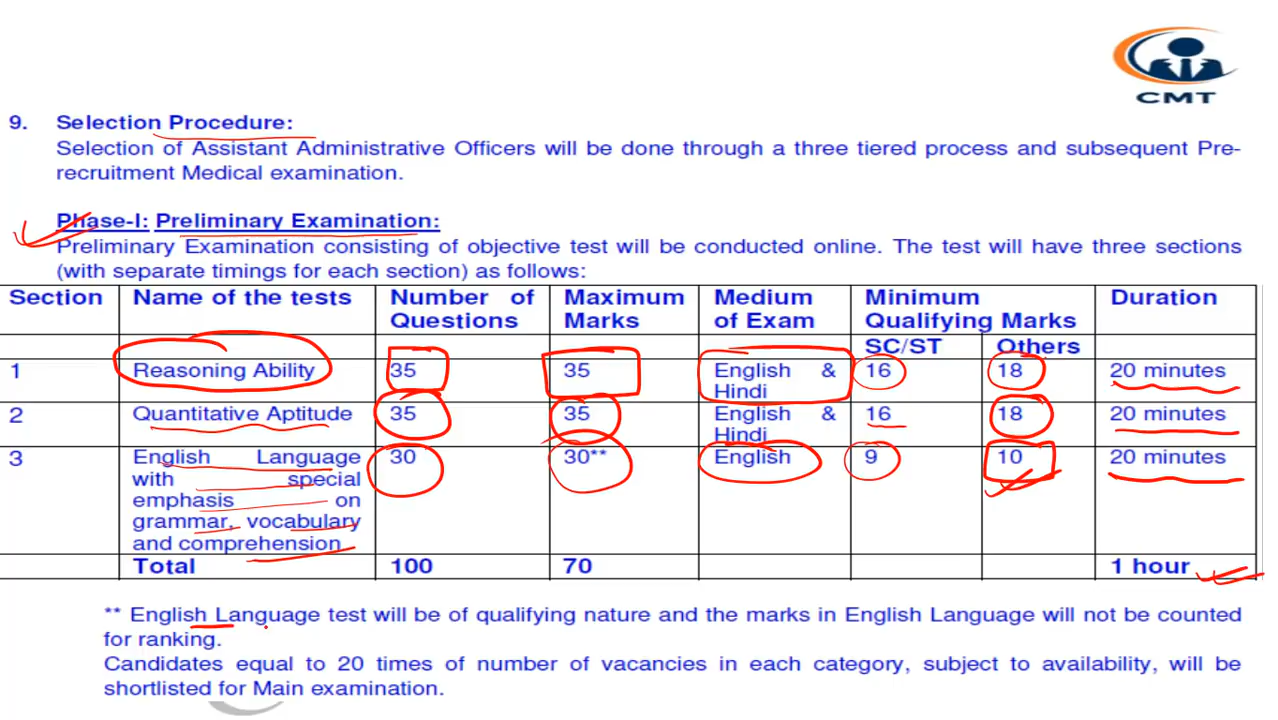 CMT
9. Selection Procedure:
Selection of Assistant Administrative Officers will be done through a three tiered process and subsequent Pre-
recruitment Medical examination.
Phase-I: Preliminary Examination:
Preliminary Examination consisting of objective test will be conducted online. The test will have three sections
(with separate timings for each section) as follows:
Section Name of the tests Number of Questions Maximum Marks Medium of Exam Minimum Qualifying Marks Duration
SC/ST Others
1 Reasoning Ability 35 35 English & Hindi 16 18 20 minutes
2 Quantitative Aptitude 35 35 English & Hindi 16 18 20 minutes
3 English Language 30 30** English 9 10 20 minutes
with special
emphasis on
grammar, vocabulary
and comprehension
Total 100 70 1 hour
** English Language test will be of qualifying nature and the marks in English Language will not be counted
for ranking.
Candidates equal to 20 times of number of vacancies in each category, subject to availability, will be
shortlisted for Main examination.